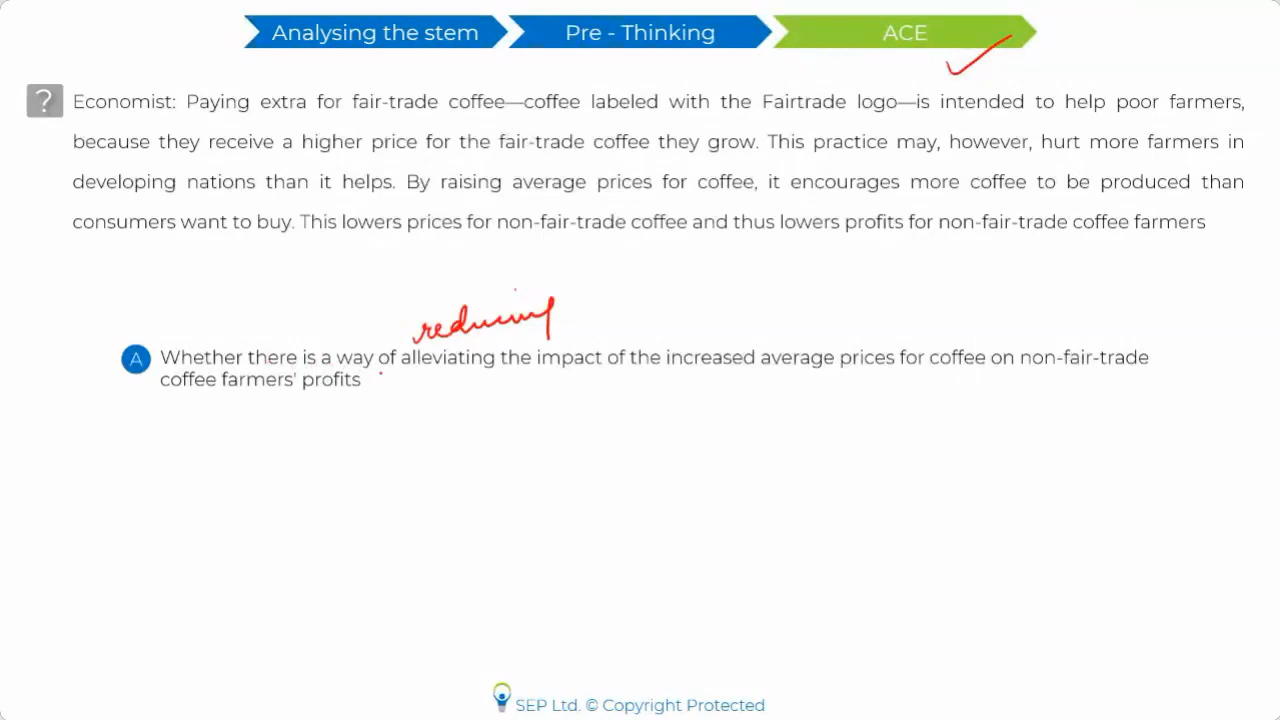 Analysing the stem
Pre - Thinking
ACE
?
Economist: Paying extra for fair-trade coffee—coffee labeled with the Fairtrade logo—is intended to help poor farmers,
because they receive a higher price for the fair-trade coffee they grow. This practice may, however, hurt more farmers in
developing nations than it helps. By raising average prices for coffee, it encourages more coffee to be produced than
consumers want to buy. This lowers prices for non-fair-trade coffee and thus lowers profits for non-fair-trade coffee farmers
reducing
A
Whether there is a way of alleviating the impact of the increased average prices for coffee on non-fair-trade
coffee farmers' profits
SEP Ltd. © Copyright Protected